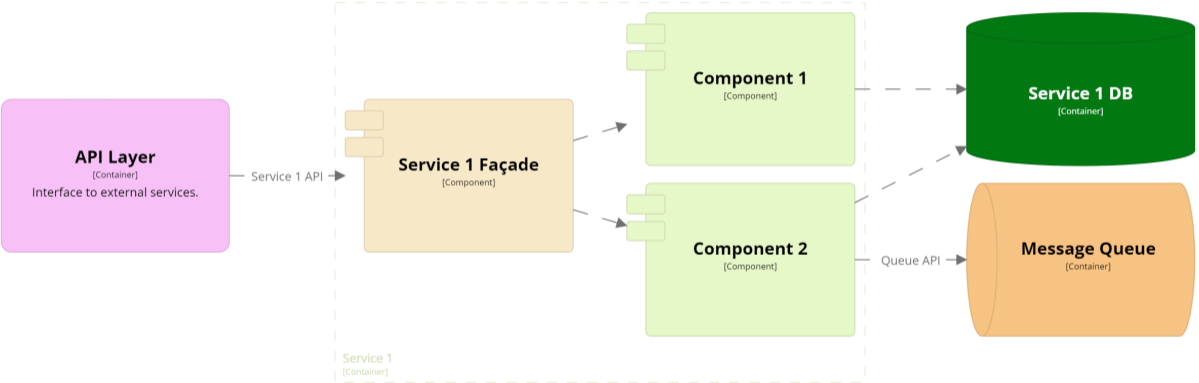 API Layer
[Container]
Interface to external services.
Service 1 API
Service 1 Façade
[Component]
Component 1
[Component]
Component 2
[Component]
Service 1
[Container]
Queue API
Service 1 DB
[Container]
Message Queue
[Container]